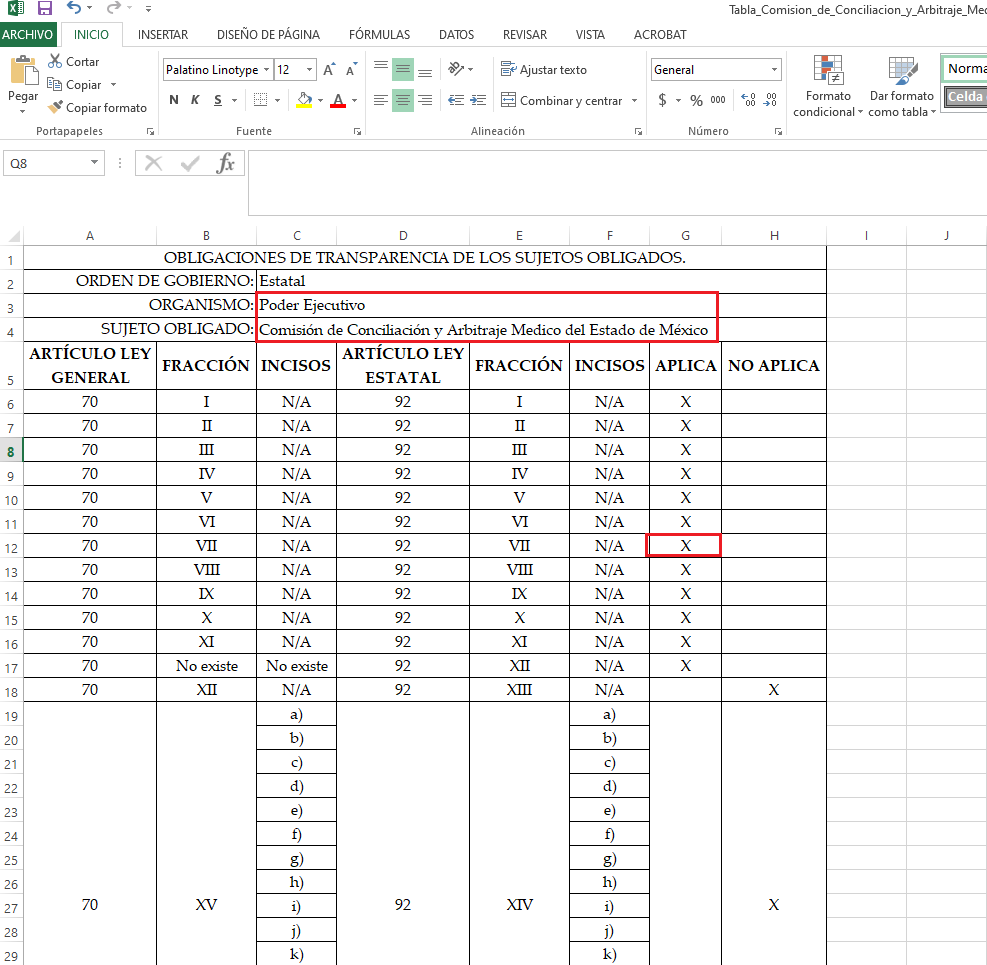 Tabla_Comision_de_Conciliacion_y_Arbitraje_Med
ARCHIVO INICIO INSERTAR DISEÑO DE PÁGINA FÓRMULAS DATOS REVISAR VISTA ACROBAT
Pegar
Cortar
Copiar
Copiar formato
Portapapeles
Palatino Linotype 12
N K S
Fuente
Ajustar texto
Combinar y centrar
Alineación
General
$ % 000
Número
Formato condicional
Dar formato como tabla
Norma
Celda
Q8
fx
A B C D E F G H I J
1 OBLIGACIONES DE TRANSPARENCIA DE LOS SUJETOS OBLIGADOS.
2 ORDEN DE GOBIERNO: Estatal
3 ORGANISMO: Poder Ejecutivo
4 SUJETO OBLIGADO: Comisión de Conciliación y Arbitraje Medico del Estado de México
5 ARTÍCULO LEY GENERAL FRACCIÓN INCISOS ARTÍCULO LEY ESTATAL FRACCIÓN INCISOS APLICA NO APLICA
6 70 I N/A 92 I N/A X
7 70 II N/A 92 II N/A X
8 70 III N/A 92 III N/A X
9 70 IV N/A 92 IV N/A X
10 70 V N/A 92 V N/A X
11 70 VI N/A 92 VI N/A X
12 70 VII N/A 92 VII N/A X
13 70 VIII N/A 92 VIII N/A X
14 70 IX N/A 92 IX N/A X
15 70 X N/A 92 X N/A X
16 70 XI N/A 92 XI N/A X
17 70 No existe No existe 92 XII N/A X
18 70 XII N/A 92 XIII N/A X
19 a) a)
20 b) b)
21 c) c)
22 d) d)
23 e) e)
24 f) f)
25 g) g)
26 h) h)
27 70 XV i) 92 XIV i) X
28 j) j)
29 k) k)